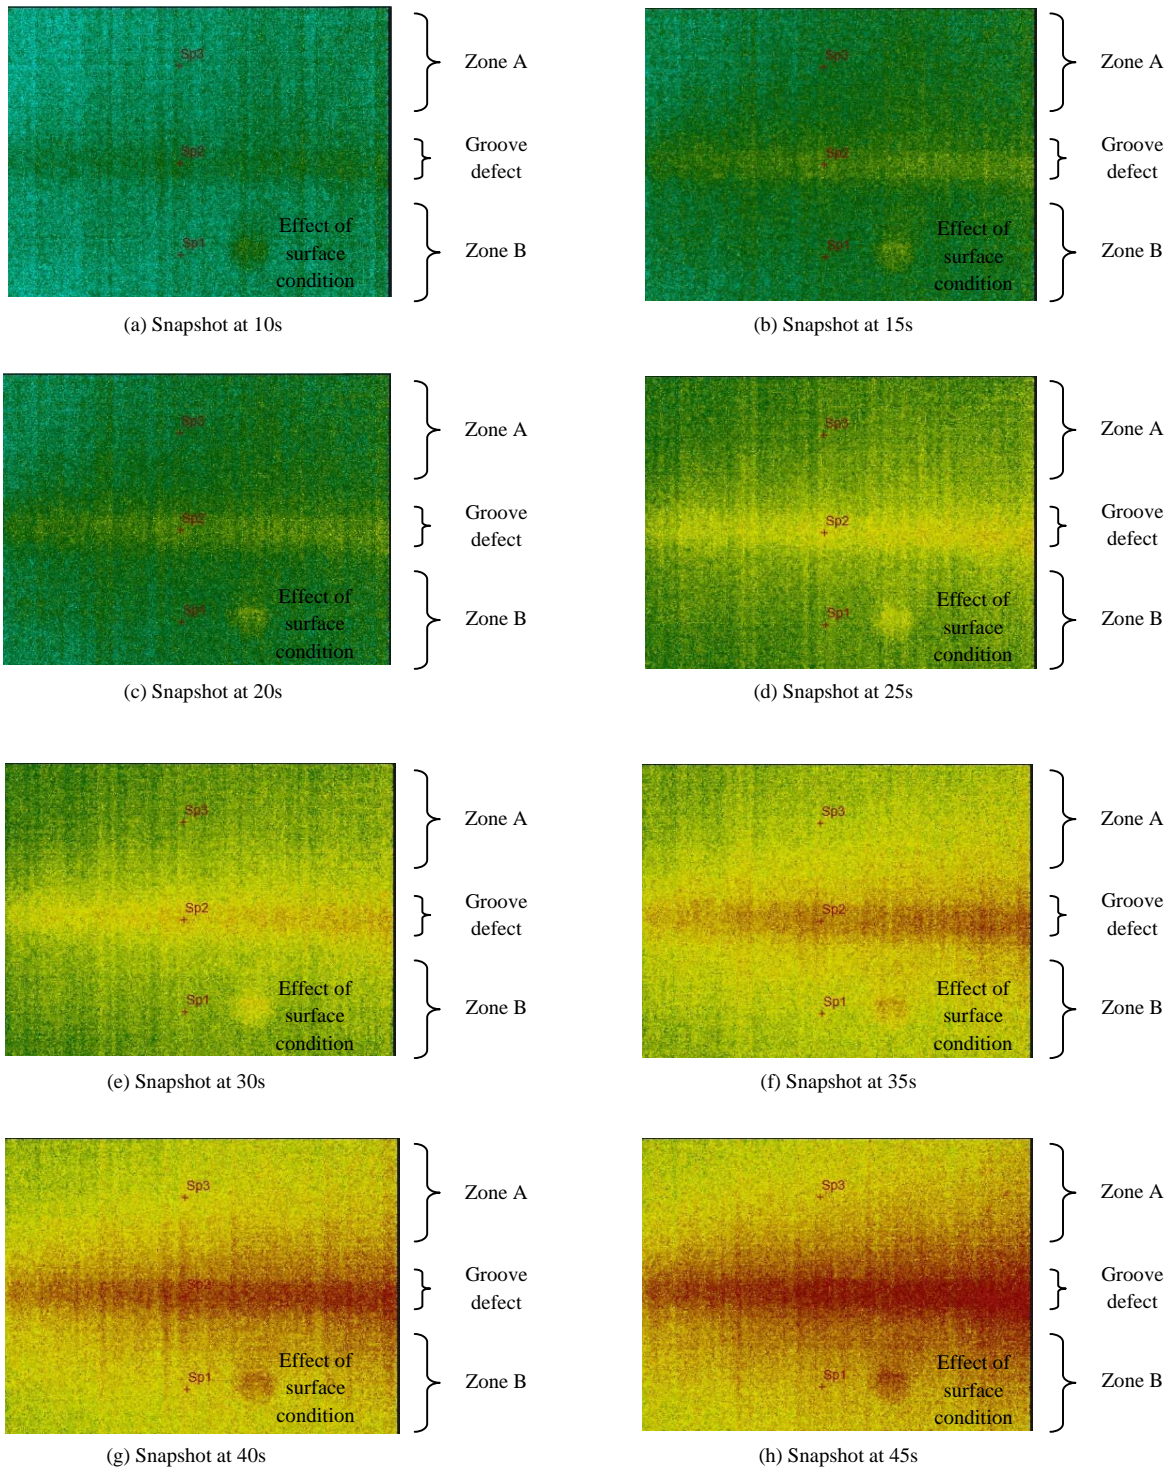 Sp3
Zone A
Sp2
Groove
defect
Sp1
Effect of
surface
condition
Zone B
(a) Snapshot at 10s
Sp3
Zone A
Sp2
Groove
defect
Sp1
Effect of
surface
condition
Zone B
(b) Snapshot at 15s
Sp3
Zone A
Sp2
Groove
defect
Sp1
Effect of
surface
condition
Zone B
(c) Snapshot at 20s
Sp3
Zone A
Sp2
Groove
defect
Sp1
Effect of
surface
condition
Zone B
(d) Snapshot at 25s
Sp3
Zone A
Sp2
Groove
defect
Sp1
Effect of
surface
condition
Zone B
(e) Snapshot at 30s
Sp3
Zone A
Sp2
Groove
defect
Sp1
Effect of
surface
condition
Zone B
(f) Snapshot at 35s
Sp3
Zone A
Sp2
Groove
defect
Sp1
Effect of
surface
condition
Zone B
(g) Snapshot at 40s
Sp3
Zone A
Groove
defect
Sp1
Effect of
surface
condition
Zone B
(h) Snapshot at 45s